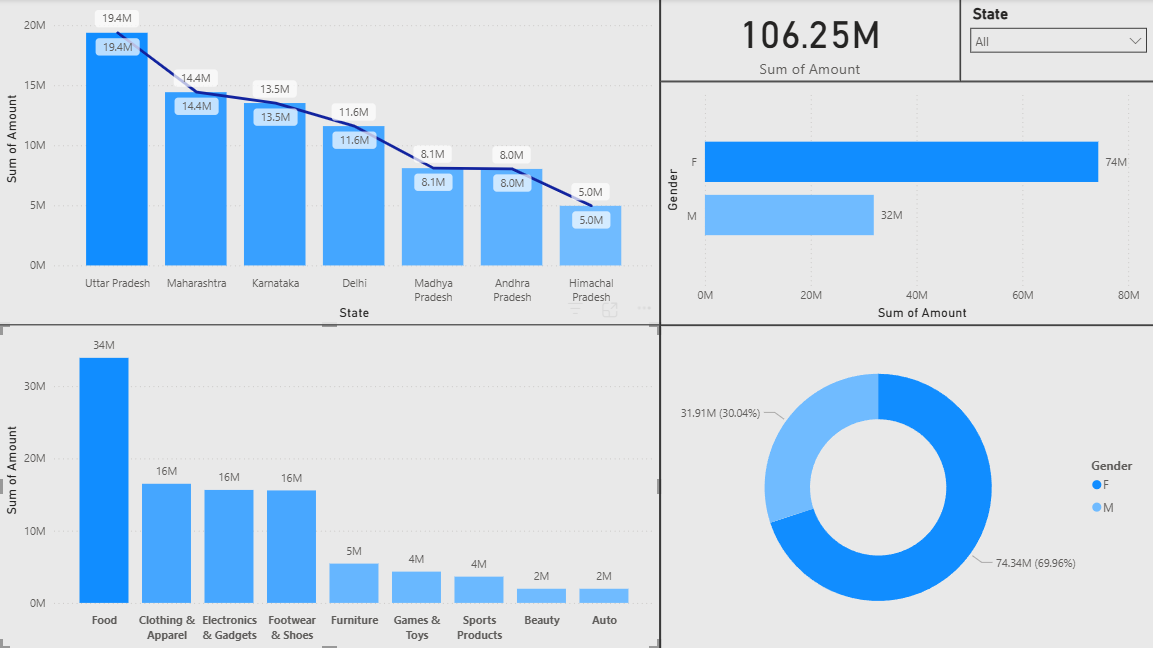 20M
15M
10M
5M
0M
Sum of Amount
19.4M
19.4M
14.4M
14.4M
13.5M
13.5M
11.6M
11.6M
8.1M
8.1M
8.0M
8.0M
5.0M
5.0M
Uttar Pradesh
Maharashtra
Karnataka
Delhi
Madhya
Pradesh
Andhra
Pradesh
Himachal
Pradesh
State
106.25M
Sum of Amount
State
All
Gender
F
74M
M
32M
0M
20M
40M
60M
80M
Sum of Amount
30M
20M
10M
0M
Sum of Amount
34M
16M
16M
16M
5M
4M
4M
2M
2M
Food
Clothing &
Apparel
Electronics
& Gadgets
Footwear
& Shoes
Furniture
Games &
Toys
Sports
Products
Beauty
Auto
31.91M (30.04%)
74.34M (69.96%)
Gender
F
M